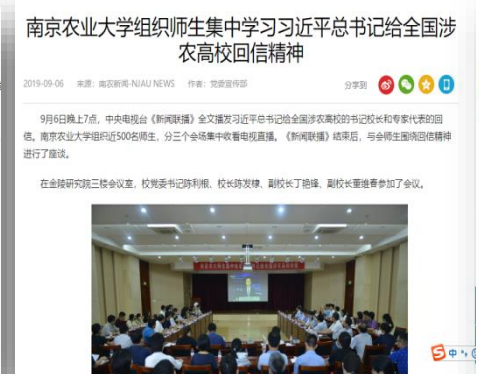 南京农业大学组织师生集中学习习近平总书记给全国涉
农高校回信精神
2019-09-06 来源：南农新闻-NJAU NEWS 作者：党委宣传部 分享到
9月6日晚上7点，中央电视台《新闻联播》全文播发习近平总书记给全国涉农高校的书记校长和专家代表的回
信。南京农业大学组织近500名师生，分三个会场集中收看电视直播。《新闻联播》结束后，与会师生围绕回信精神
进行了座谈。
在金陵研究院三楼会议室，校党委书记陈利根、校长陈发棣、副校长丁艳锋、副校长董维春参加了会议。
中